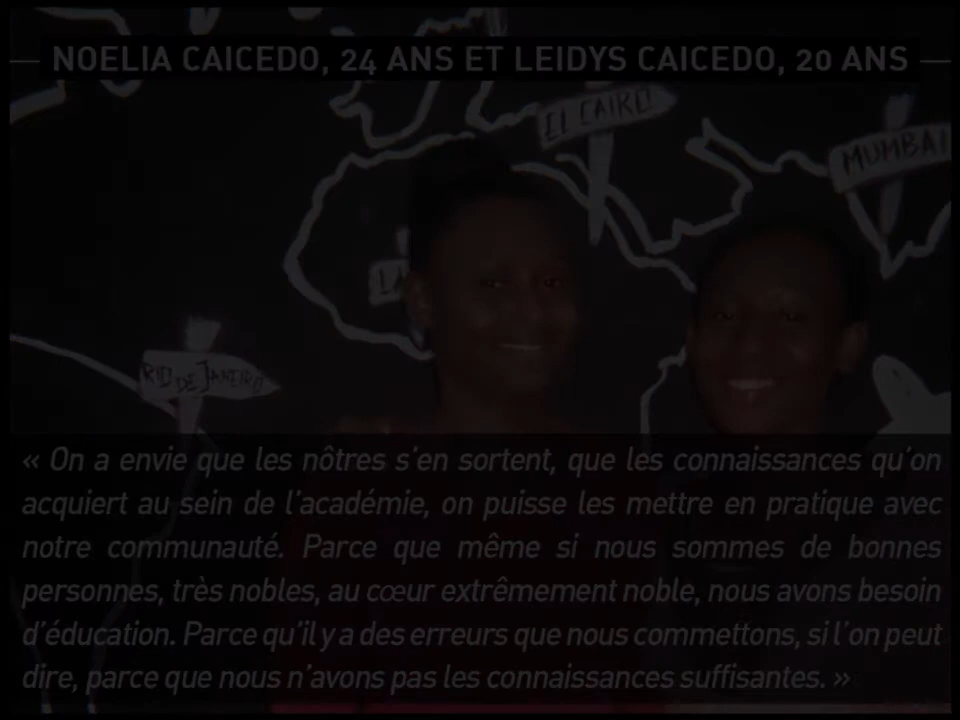 NOELIA CAICEDO, 24 ANS ET LEIDYS CAICEDO, 20 ANS
EL CAIRO
MUMBAI
LA
RIO DE JANEIRO
« On a envie que les nôtres s'en sortent, que les connaissances qu'on
acquiert au sein de l'académie, on puisse les mettre en pratique avec
notre communauté. Parce que même si nous sommes de bonnes
personnes, très nobles, au cœur extrêmement noble, nous avons besoin
d'éducation. Parce qu'il y a des erreurs que nous commettons, si l'on peut
dire, parce que nous n'avons pas les connaissances suffisantes. »